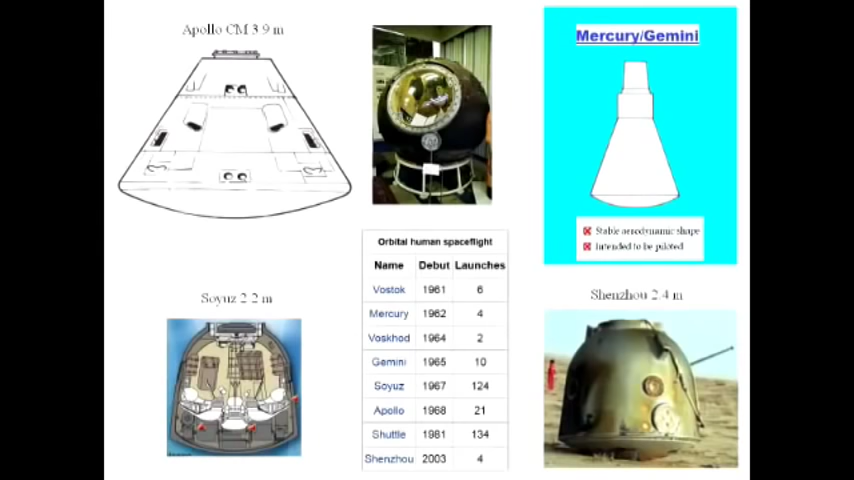 Apollo CM 3.9 m
Mercury/Gemini
Stable aerodynamic shape
Intended to be piloted
Orbital human spaceflight
Name Debut Launches
Vostok 1961 6
Mercury 1962 4
Voskhod 1964 2
Gemini 1965 10
Soyuz 1967 124
Apollo 1968 21
Shuttle 1981 134
Shenzhou 2003 4
Soyuz 2.2 m
Shenzhou 2.4 m